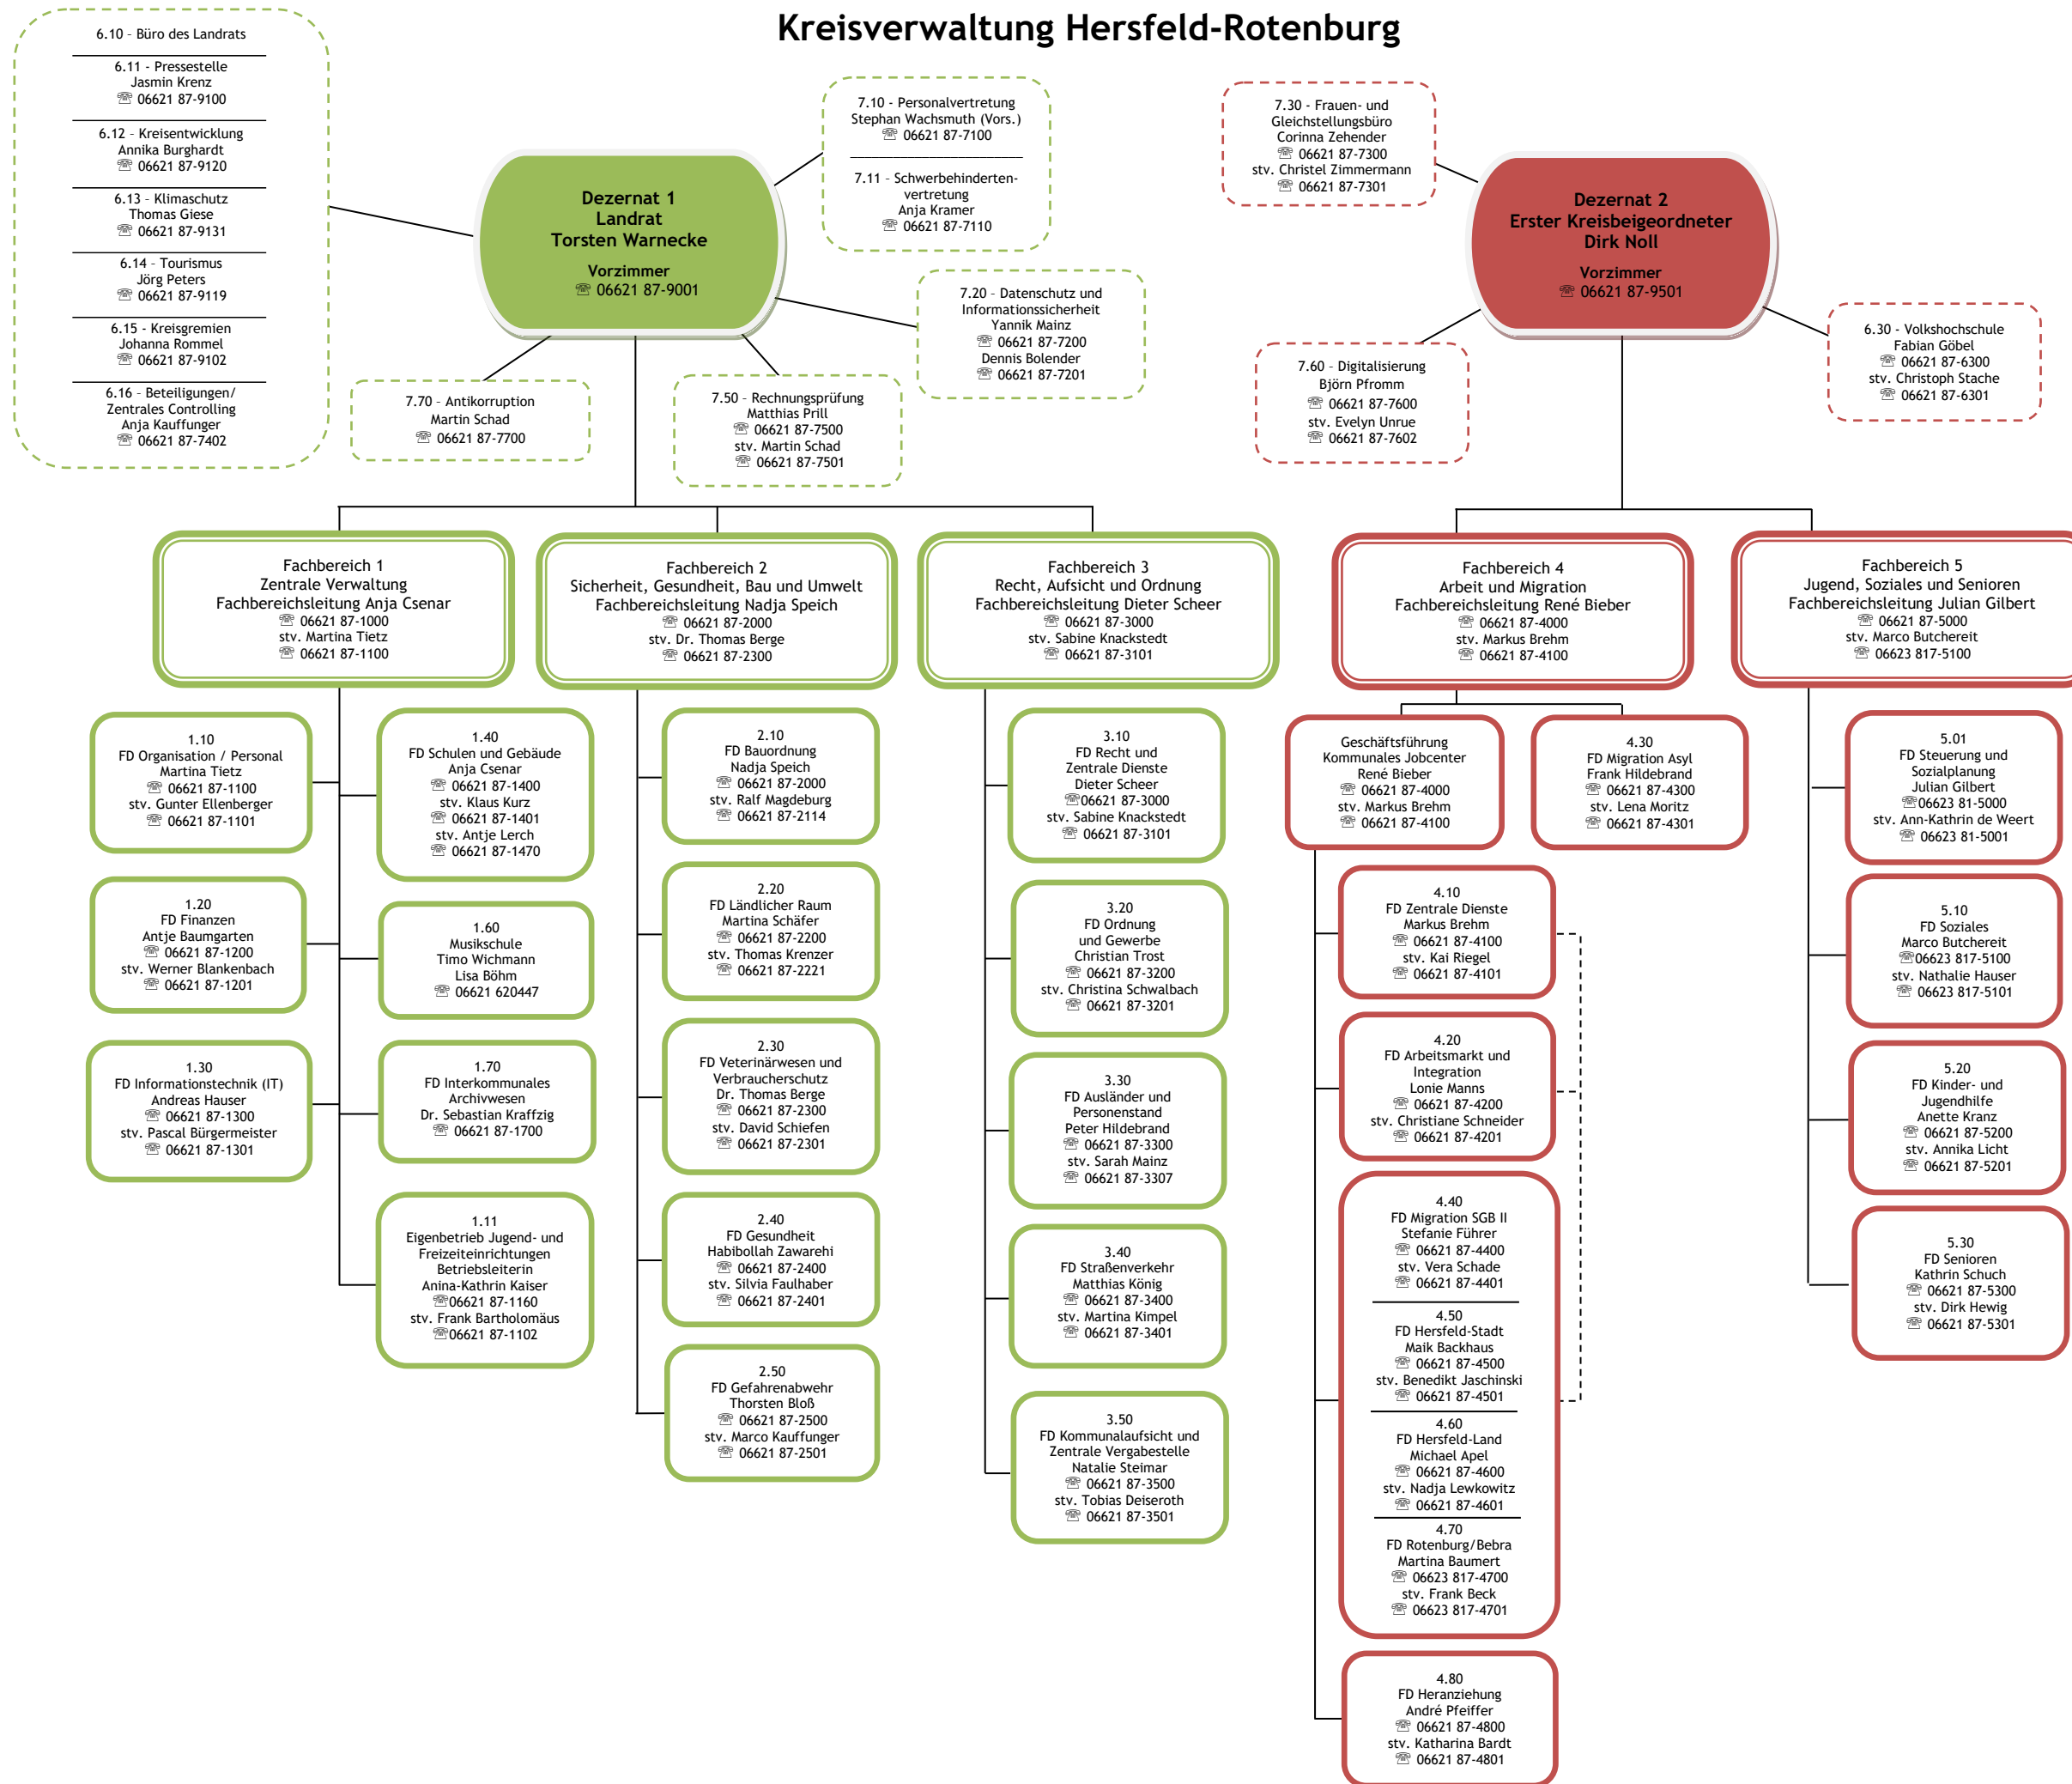 Kreisverwaltung Hersfeld-Rotenburg
6.10 - Büro des Landrats
6.11 - Pressestelle
Jasmin Krenz
☏ 06621 87-9100
6.12 - Kreisentwicklung
Annika Burghardt
☏ 06621 87-9120
6.13 - Klimaschutz
Thomas Giese
☏ 06621 87-9131
6.14 - Tourismus
Jörg Peters
☏ 06621 87-9119
6.15 - Kreisgremien
Johanna Rommel
☏ 06621 87-9102
6.16 - Beteiligungen/
Zentrales Controlling
Anja Kauffunger
☏ 06621 87-7402
Dezernat 1
Landrat
Torsten Warnecke
Vorzimmer
☏ 06621 87-9001
7.10 - Personalvertretung
Stephan Wachsmuth (Vors.)
☏ 06621 87-7100
7.11 - Schwerbehinderten-
vertretung
Anja Kramer
☏ 06621 87-7110
7.20 - Datenschutz und
Informationssicherheit
Yannik Mainz
☏ 06621 87-7200
Dennis Bolender
☏ 06621 87-7201
7.70 - Antikorruption
Martin Schad
☏ 06621 87-7700
7.50 - Rechnungsprüfung
Matthias Prill
☏ 06621 87-7500
stv. Martin Schad
☏ 06621 87-7501
7.30 - Frauen- und
Gleichstellungsbüro
Corinna Zehender
☏ 06621 87-7300
stv. Christel Zimmermann
☏ 06621 87-7301
Dezernat 2
Erster Kreisbeigeordneter
Dirk Noll
Vorzimmer
☏ 06621 87-9501
7.60 - Digitalisierung
Björn Pfromm
☏ 06621 87-7600
stv. Evelyn Unrue
☏ 06621 87-7602
6.30 - Volkshochschule
Fabian Göbel
☏ 06621 87-6300
stv. Christoph Stache
☏ 06621 87-6301
Fachbereich 1
Zentrale Verwaltung
Fachbereichsleitung Anja Csenar
☏ 06621 87-1000
stv. Martina Tietz
☏ 06621 87-1100
Fachbereich 2
Sicherheit, Gesundheit, Bau und Umwelt
Fachbereichsleitung Nadja Speich
☏ 06621 87-2000
stv. Dr. Thomas Berge
☏ 06621 87-2300
Fachbereich 3
Recht, Aufsicht und Ordnung
Fachbereichsleitung Dieter Scheer
☏ 06621 87-3000
stv. Sabine Knackstedt
☏ 06621 87-3101
Fachbereich 4
Arbeit und Migration
Fachbereichsleitung René Bieber
☏ 06621 87-4000
stv. Markus Brehm
☏ 06621 87-4100
Fachbereich 5
Jugend, Soziales und Senioren
Fachbereichsleitung Julian Gilbert
☏ 06621 87-5000
stv. Marco Butchereit
☏ 06623 817-5100
1.10
FD Organisation / Personal
Martina Tietz
☏ 06621 87-1100
stv. Gunter Ellenberger
☏ 06621 87-1101
1.20
FD Finanzen
Antje Baumgarten
☏ 06621 87-1200
stv. Werner Blankenbach
☏ 06621 87-1201
1.30
FD Informationstechnik (IT)
Andreas Hauser
☏ 06621 87-1300
stv. Pascal Bürgermeister
☏ 06621 87-1301
1.40
FD Schulen und Gebäude
Anja Csenar
☏ 06621 87-1400
stv. Klaus Kurz
☏ 06621 87-1401
stv. Antje Lerch
☏ 06621 87-1470
1.60
Musikschule
Timo Wichmann
Lisa Böhm
☏ 06621 620447
1.70
FD Interkommunales
Archivwesen
Dr. Sebastian Kraffzig
☏ 06621 87-1700
1.11
Eigenbetrieb Jugend- und
Freizeiteinrichtungen
Betriebsleiterin
Anina-Kathrin Kaiser
☏06621 87-1160
stv. Frank Bartholomäus
☏06621 87-1102
2.10
FD Bauordnung
Nadja Speich
☏ 06621 87-2000
stv. Ralf Magdeburg
☏ 06621 87-2114
2.20
FD Ländlicher Raum
Martina Schäfer
☏ 06621 87-2200
stv. Thomas Krenzer
☏ 06621 87-2221
2.30
FD Veterinärwesen und
Verbraucherschutz
Dr. Thomas Berge
☏ 06621 87-2300
stv. David Schiefen
☏ 06621 87-2301
2.40
FD Gesundheit
Habibollah Zawarehi
☏ 06621 87-2400
stv. Silvia Faulhaber
☏ 06621 87-2401
2.50
FD Gefahrenabwehr
Thorsten Bloß
☏ 06621 87-2500
stv. Marco Kauffunger
☏ 06621 87-2501
3.10
FD Recht und
Zentrale Dienste
Dieter Scheer
☏06621 87-3000
stv. Sabine Knackstedt
☏ 06621 87-3101
3.20
FD Ordnung
und Gewerbe
Christian Trost
☏ 06621 87-3200
stv. Christina Schwalbach
☏ 06621 87-3201
3.30
FD Ausländer und
Personenstand
Peter Hildebrand
☏ 06621 87-3300
stv. Sarah Mainz
☏ 06621 87-3307
3.40
FD Straßenverkehr
Matthias König
☏ 06621 87-3400
stv. Martina Kimpel
☏ 06621 87-3401
3.50
FD Kommunalaufsicht und
Zentrale Vergabestelle
Natalie Steimar
☏ 06621 87-3500
stv. Tobias Deiseroth
☏ 06621 87-3501
Geschäftsführung
Kommunales Jobcenter
René Bieber
☏ 06621 87-4000
stv. Markus Brehm
☏ 06621 87-4100
4.30
FD Migration Asyl
Frank Hildebrand
☏ 06621 87-4300
stv. Lena Moritz
☏ 06621 87-4301
4.10
FD Zentrale Dienste
Markus Brehm
☏ 06621 87-4100
stv. Kai Riegel
☏ 06621 87-4101
4.20
FD Arbeitsmarkt und
Integration
Lonie Manns
☏ 06621 87-4200
stv. Christiane Schneider
☏ 06621 87-4201
4.40
FD Migration SGB II
Stefanie Führer
☏ 06621 87-4400
stv. Vera Schade
☏ 06621 87-4401
4.50
FD Hersfeld-Stadt
Maik Backhaus
☏ 06621 87-4500
stv. Benedikt Jaschinski
☏ 06621 87-4501
4.60
FD Hersfeld-Land
Michael Apel
☏ 06621 87-4600
stv. Nadja Lewkowitz
☏ 06621 87-4601
4.70
FD Rotenburg/Bebra
Martina Baumert
☏ 06623 817-4700
stv. Frank Beck
☏ 06623 817-4701
4.80
FD Heranziehung
André Pfeiffer
☏ 06621 87-4800
stv. Katharina Bardt
☏ 06621 87-4801
5.01
FD Steuerung und
Sozialplanung
Julian Gilbert
☏06623 81-5000
stv. Ann-Kathrin de Weert
☏ 06623 81-5001
5.10
FD Soziales
Marco Butchereit
☏06623 817-5100
stv. Nathalie Hauser
☏ 06623 817-5101
5.20
FD Kinder- und
Jugendhilfe
Anette Kranz
☏ 06621 87-5200
stv. Annika Licht
☏ 06621 87-5201
5.30
FD Senioren
Kathrin Schuch
☏ 06621 87-5300
stv. Dirk Hewig
☏ 06621 87-5301